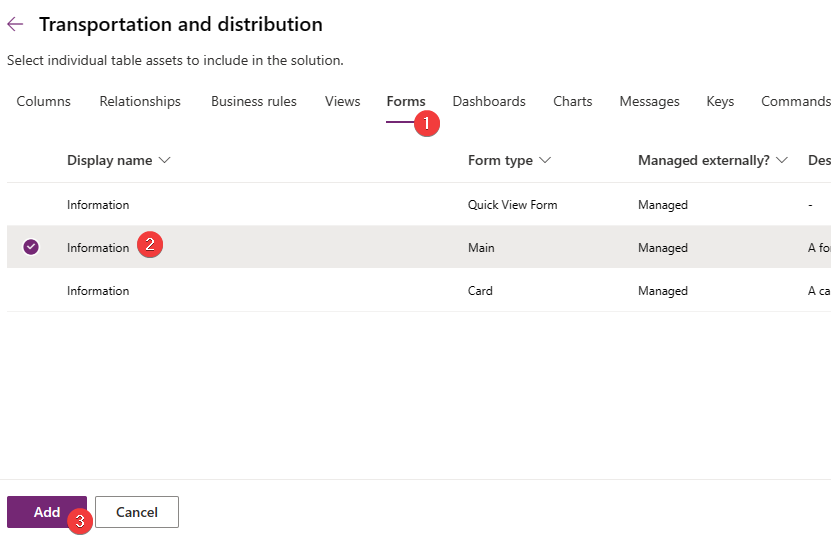 Transportation and distribution
Select individual table assets to include in the solution.
Columns Relationships Business rules Views Forms Dashboards Charts Messages Keys Commands
1
Display name Form type Managed externally? Des
Information Quick View Form Managed -
Information 2 Main Managed A fo
Information Card Managed A ca
Add Cancel
3